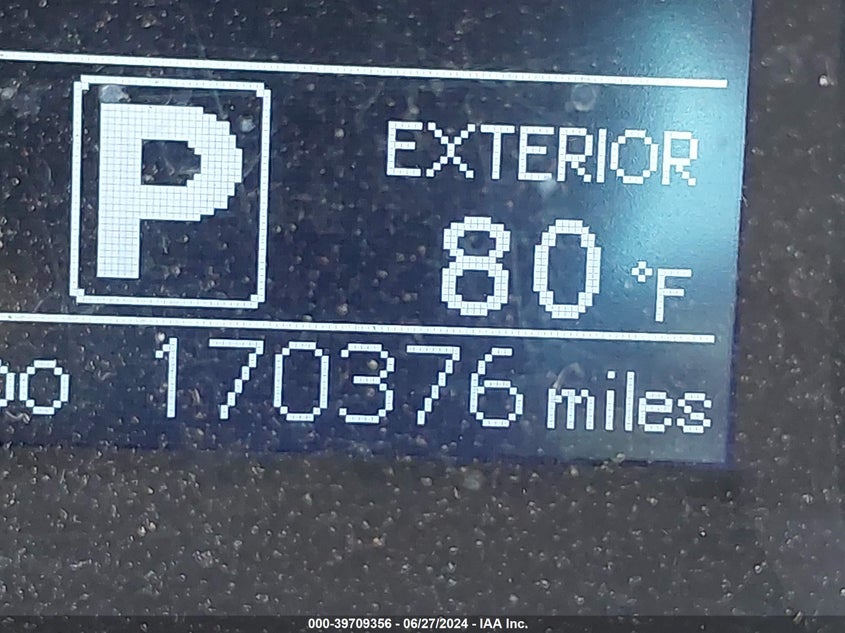 P
EXTERIOR
80 °F
170376 miles
000-39709356 - 06/27/2024 - IAA Inc.